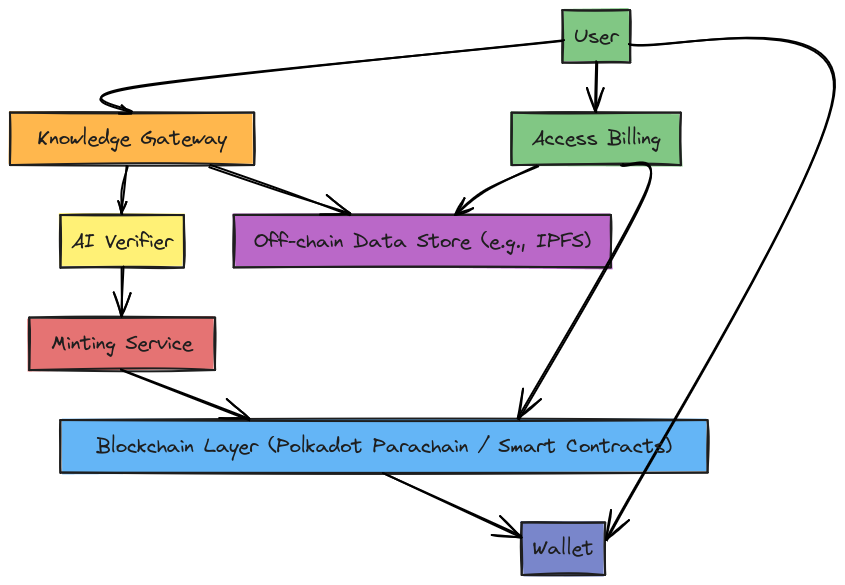 User
Knowledge Gateway
Access Billing
AI Verifier
Off-chain Data Store (e.g., IPFS)
Minting Service
Blockchain Layer (Polkadot Parachain / Smart Contracts)
Wallet